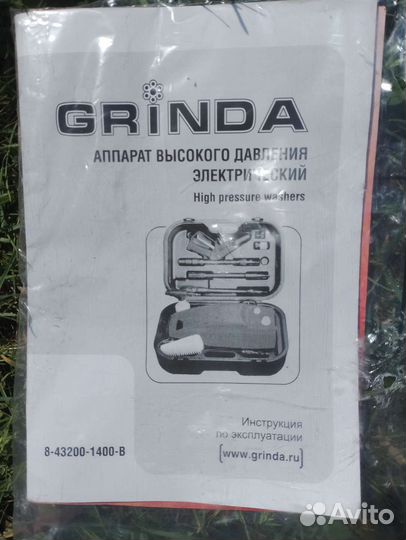 GRINDA
АППАРАТ ВЫСОКОГО ДАВЛЕНИЯ
ЭЛЕКТРИЧЕСКИЙ
High pressure washers
Инструкция
по эксплуатации
8-43200-1400-В
www.grinda.ru
Avito